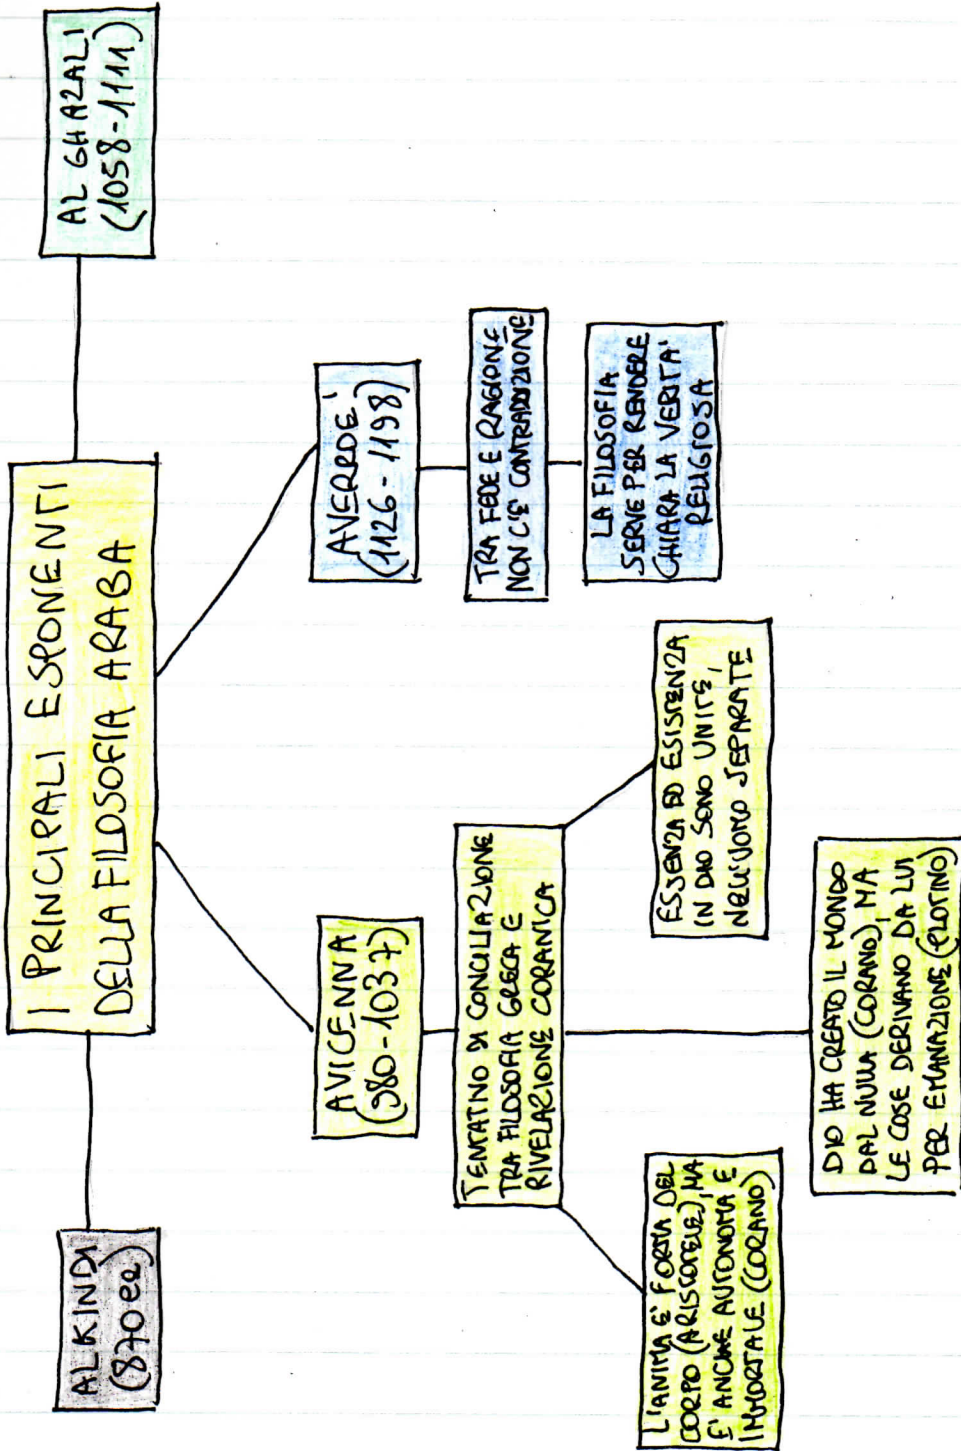 I PRINCIPALI ESPONENTI
DELLA FILOSOFIA ARABA
AL KINDI
(870 ca)
AVICENNA
(980-1037)
TENTATIVO DI CONCILIAZIONE
TRA FILOSOFIA GRECA E
RIVELAZIONE CORANICA
L'ANIMA E' FORMA DEL
CORPO (ARISTOTELE), MA
E' ANCHE AUTONOMA E
IMMORTALE (CORANO)
DIO HA CREATO IL MONDO
DAL NULLA (CORANO), MA
LE COSE DERIVANO DA LUI
PER EMANAZIONE (PLOTINO)
ESSENZA ED ESISTENZA
IN DIO SONO UNITE,
NELL'UOMO SEPARATE
AVERROE'
(1126-1198)
TRA FEDE E RAGIONE
NON C'E' CONTRADDIZIONE
LA FILOSOFIA
SERVE PER RENDERE
CHIARA LA VERITA'
RELIGIOSA
AL GHAZALI
(1058-1111)